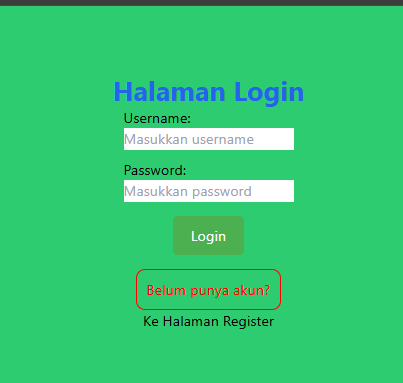 Halaman Login
Username:
Masukkan username
Password:
Masukkan password
Login
Belum punya akun?
Ke Halaman Register